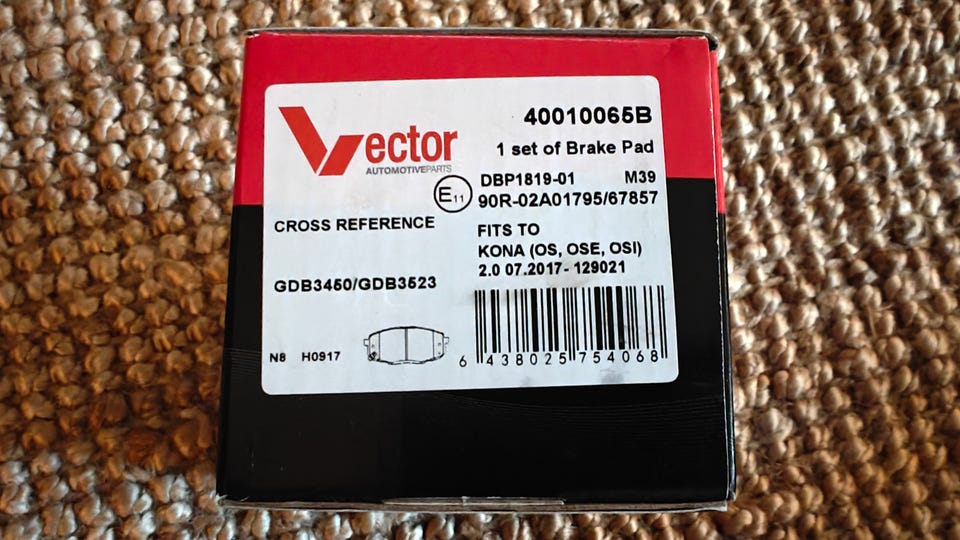 Vector
AUTOMOTIVEPARTS
40010065B
1 set of Brake Pad
DBP1819-01 M39
E11 90R-02A01795/67857
CROSS REFERENCE
GDB3450/GDB3523
FITS TO
KONA (OS, OSE, OSI)
2.0 07.2017- 129021
N8 H0917
6 438025 754068